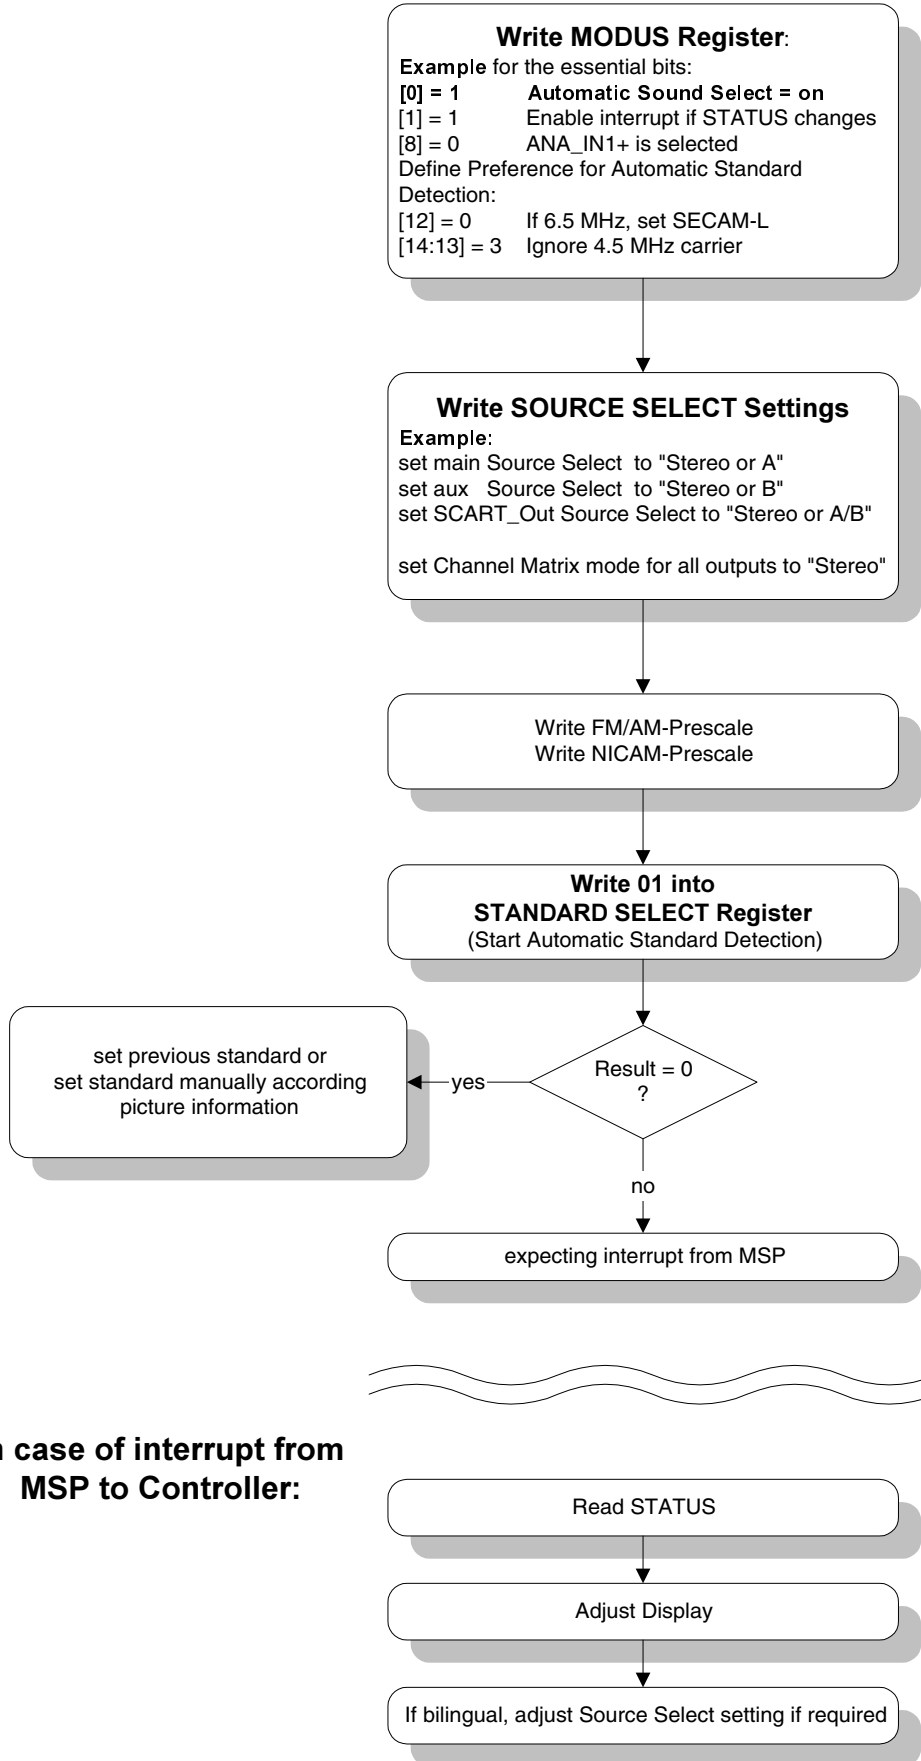 Write MODUS Register:
Example for the essential bits:
[0] = 1 Automatic Sound Select = on
[1] = 1 Enable interrupt if STATUS changes
[8] = 0 ANA_IN1+ is selected
Define Preference for Automatic Standard
Detection:
[12] = 0 If 6.5 MHz, set SECAM-L
[14:13] = 3 Ignore 4.5 MHz carrier
Write SOURCE SELECT Settings
Example:
set main Source Select to "Stereo or A"
set aux Source Select to "Stereo or B"
set SCART_Out Source Select to "Stereo or A/B"
set Channel Matrix mode for all outputs to "Stereo"
Write FM/AM-Prescale
Write NICAM-Prescale
Write 01 into
STANDARD SELECT Register
(Start Automatic Standard Detection)
Result = 0
?
yes
set previous standard or
set standard manually according
picture information
no
expecting interrupt from MSP
case of interrupt from
MSP to Controller:
Read STATUS
Adjust Display
If bilingual, adjust Source Select setting if required